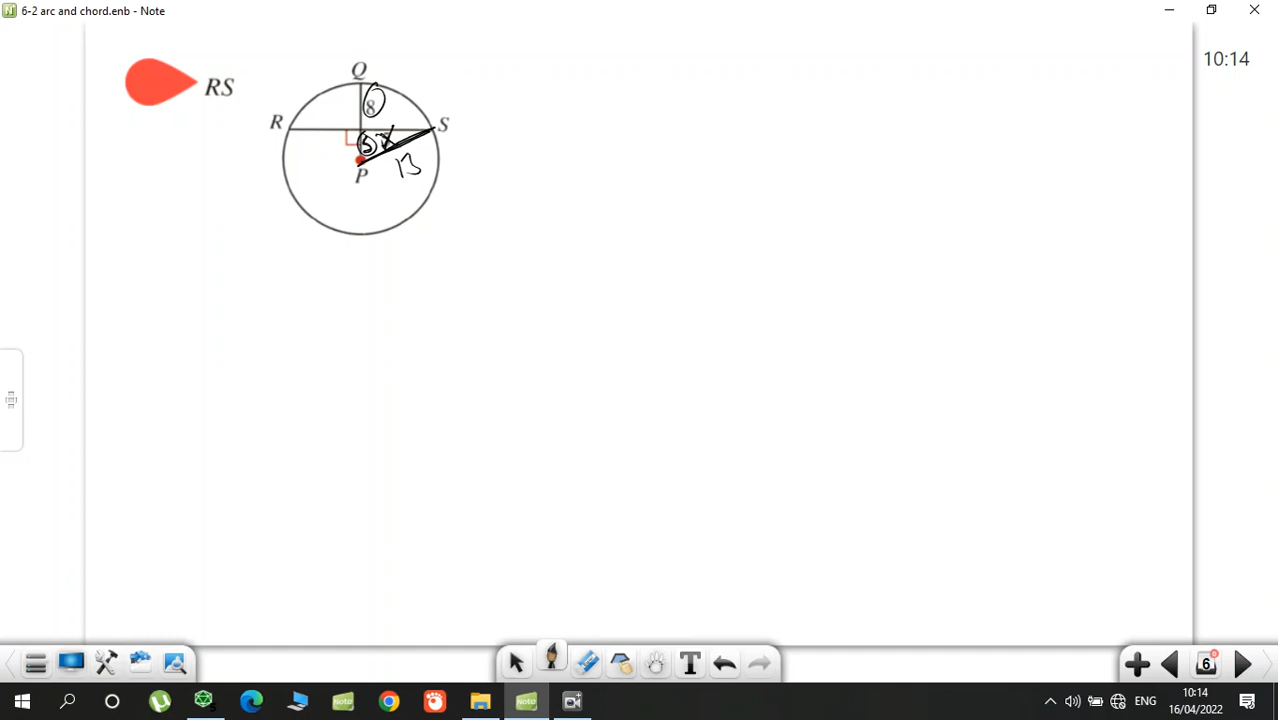 6-2 arc and chord.enb - Note
10:14
RS
Q
8
R
S
5
13
P
6
ENG
10:14
16/04/2022